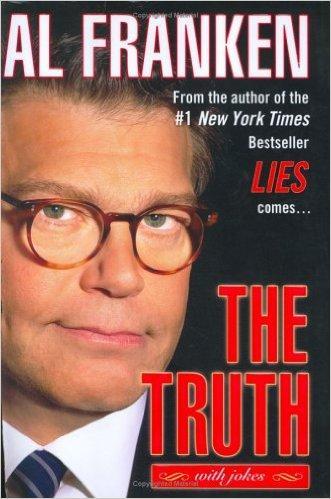 AL FRANKEN
From the author of the
#1 New York Times
Bestseller
LIES
comes...
THE
TRUTH
with jokes